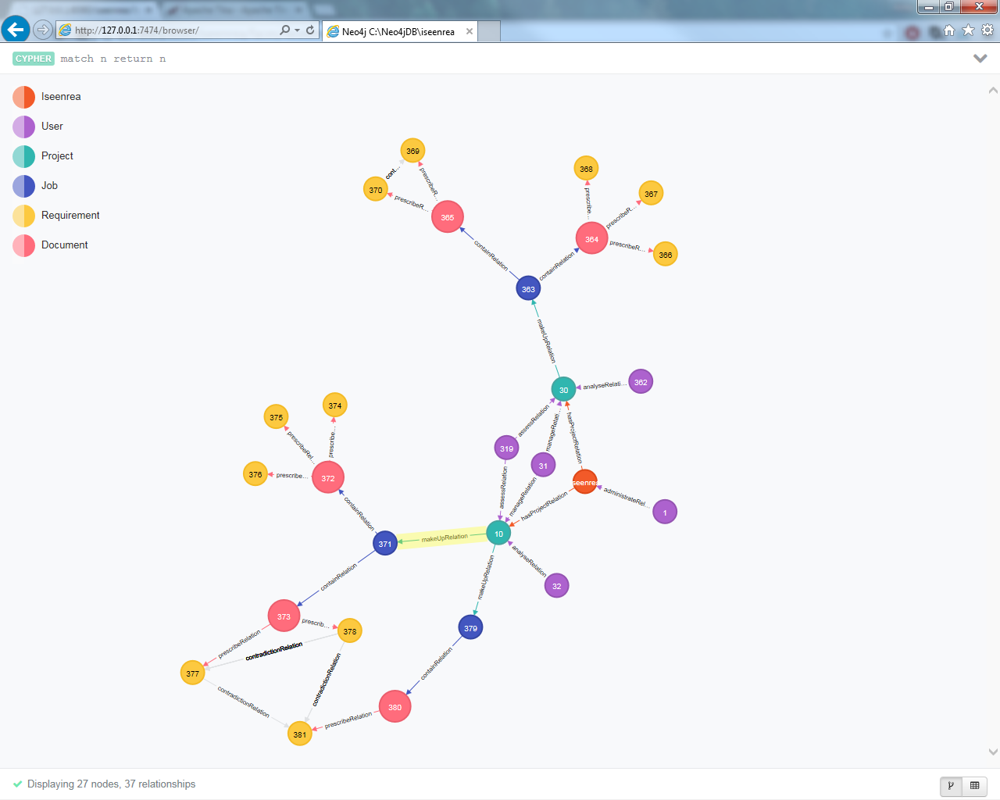 http://127.0.0.1:7474/browser/
Neo4j C:\Neo4jDB\iseenrea
CYPHER match n return n
Iseenrea
User
Project
Job
Requirement
Document
369
370
cont...
prescribeR...
prescribeR...
365
368
367
prescribe...
prescribeR...
364
prescribeR...
366
containRelation
containRelation
363
makeUpRelation
30
analyseRelati...
362
assessRelation
manageRelati...
hasProjectRelation
319
31
seenrea
administrateRel...
1
assessRelation
manageRelation
hasProjectRelation
375
374
prescribeRel...
prescribe...
376
prescribe...
372
containRelation
371
makeUpRelation
10
analyseRelation
32
makeUpRelation
containRelation
373
prescrib...
378
379
prescribeRelation
contradictionRelation
contradictionRelation
377
contradictionRelation
containRelation
380
prescribeRelation
381
Displaying 27 nodes, 37 relationships